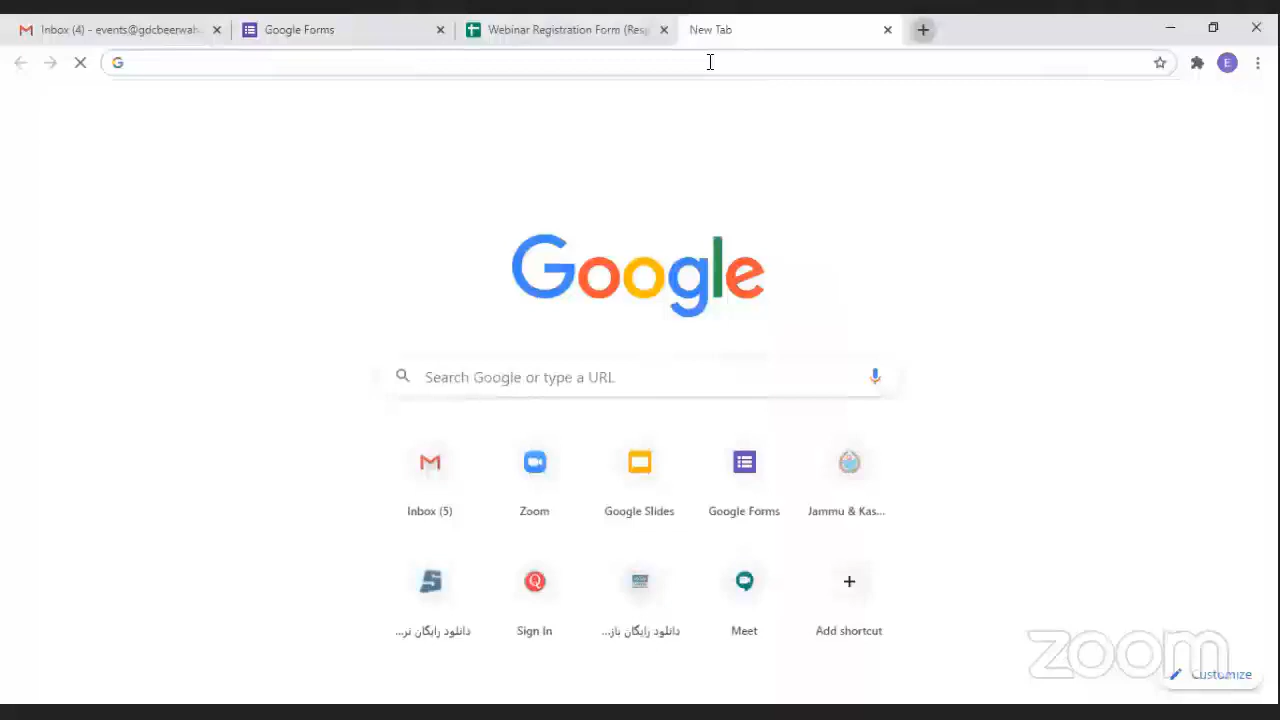 Inbox (4) - events@gdcbeerwah
Google Forms
Webinar Registration Form (Resp
New Tab
E
Google
Search Google or type a URL
Inbox (5)
Zoom
Google Slides
Google Forms
Jammu & Kas...
دانلود رایگان نر...
Sign In
دانلود رایگان باز...
Meet
Add shortcut
zoom
Customize